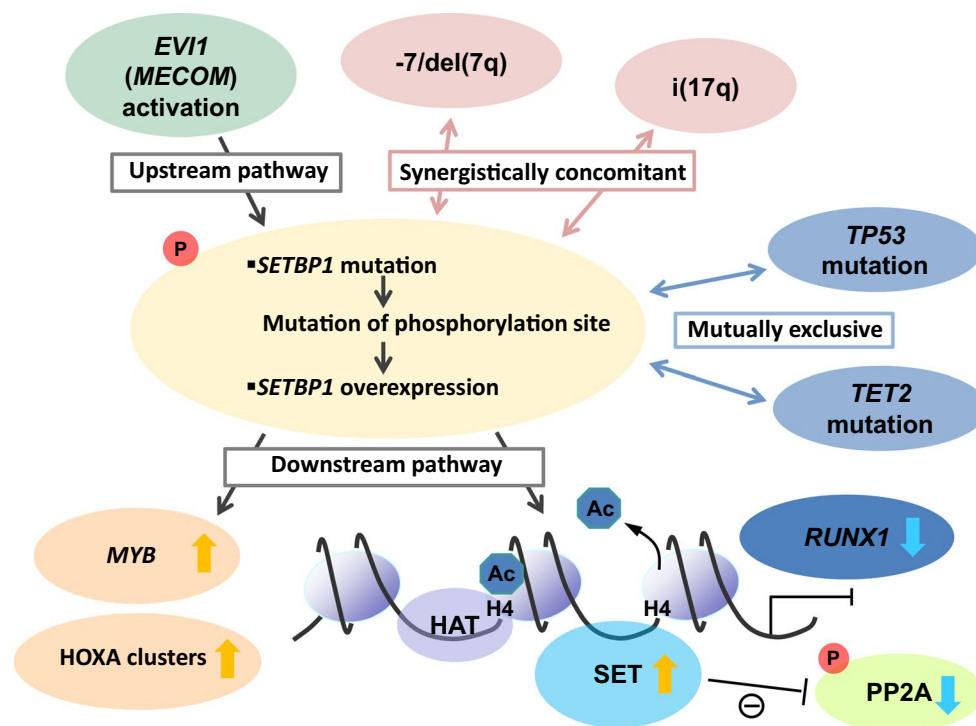 EVI1
(MECOM)
activation
-7/del(7q)
i(17q)
Upstream pathway
Synergistically concomitant
P
▪SETBP1 mutation
Mutation of phosphorylation site
▪SETBP1 overexpression
TP53
mutation
Mutually exclusive
TET2
mutation
Downstream pathway
MYB
HOXA clusters
Ac
Ac
H4
HAT
H4
RUNX1
SET
P
PP2A